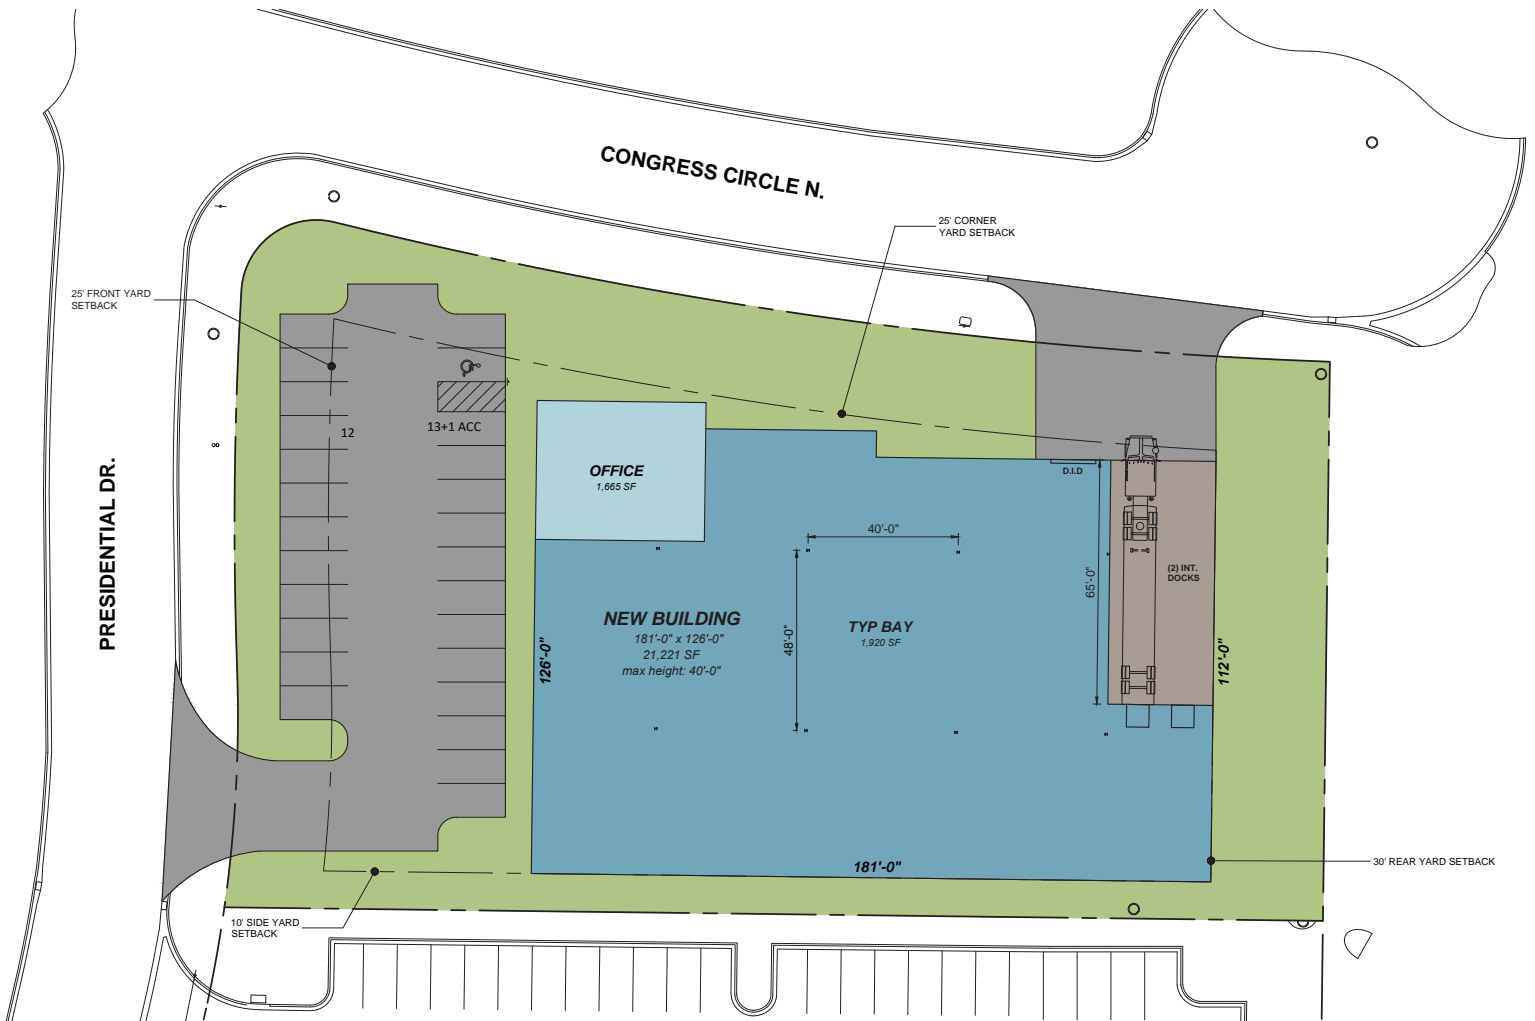 CONGRESS CIRCLE N.
25' CORNER
YARD SETBACK
25' FRONT YARD
SETBACK
12
13+1 ACC
PRESIDENTIAL DR.
OFFICE
1,665 SF
D.I.D
40'-0"
65'-0"
(2) INT.
DOCKS
NEW BUILDING
181'-0" x 126'-0"
21,221 SF
max height: 40'-0"
TYP BAY
1,920 SF
48'-0"
126'-0"
112'-0"
181'-0"
30' REAR YARD SETBACK
10' SIDE YARD
SETBACK